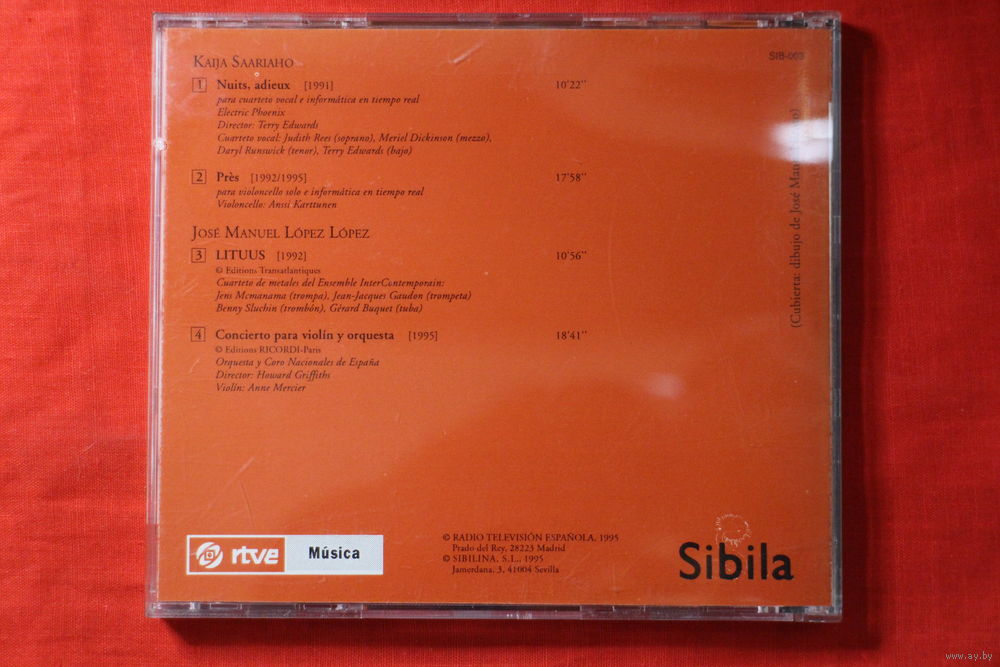 KAIJA SAARIAHO
SIB-003
1 Nuits, adieux [1991] 10'22''
para cuarteto vocal e informática en tiempo real
Electric Phoenix
Director: Terry Edwards
Cuarteto vocal: Judith Rees (soprano), Meriel Dickinson (mezzo),
Daryl Runswick (tenor), Terry Edwards (bajo)
2 Près [1992/1995] 17'58''
para violoncello solo e informática en tiempo real
Violoncello: Anssi Karttunen
JOSÉ MANUEL LÓPEZ LÓPEZ
3 LITUUS [1992] 10'56''
© Editions Transatlantiques
Cuarteto de metales del Ensemble InterContemporain:
Jens Mcmanama (trompa), Jean-Jacques Gaudon (trompeta)
Benny Sluchin (trombón), Gèrard Buquet (tuba)
4 Concierto para violín y orquesta [1995] 18'41''
© Editions RICORDI-Paris
Orquesta y Coro Nacionales de España
Director: Howard Griffiths
Violín: Anne Mercier
(Cubierta: dibujo de José
rtve Música
© RADIO TELEVISIÓN ESPAÑOLA, 1995
Prado del Rey, 28223 Madrid
© SIBILINA, S.L., 1995
Jamerdana, 3, 41004 Sevilla
Sibila
www.ay.by